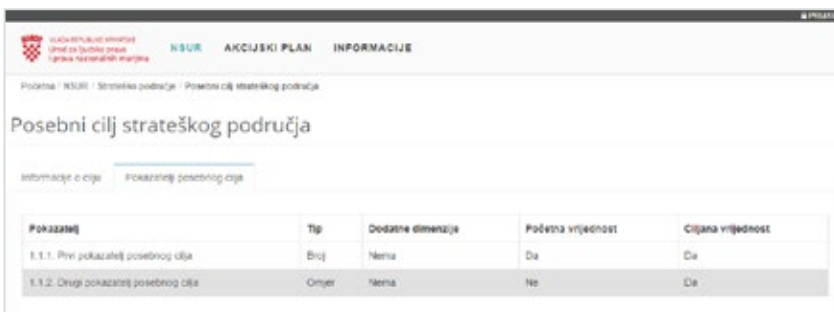 PRIJAVA
VLADA REPUBLIKE HRVATSKE
Ured za ljudska prava
i prava nacionalnih manjina
NSUR AKCIJSKI PLAN INFORMACIJE
Početna / NSUR / Strateško područje / Posebni cilj strateškog područja
Posebni cilj strateškog područja
Informacije o cilju Pokazatelji posebnog cilja
Pokazatelj Tip Dodatne dimenzije Početna vrijednost Ciljana vrijednost
1.1.1. Prvi pokazatelj posebnog cilja Broj Nema Da Da
1.1.2. Drugi pokazatelj posebnog cilja Omjer Nema Ne Da